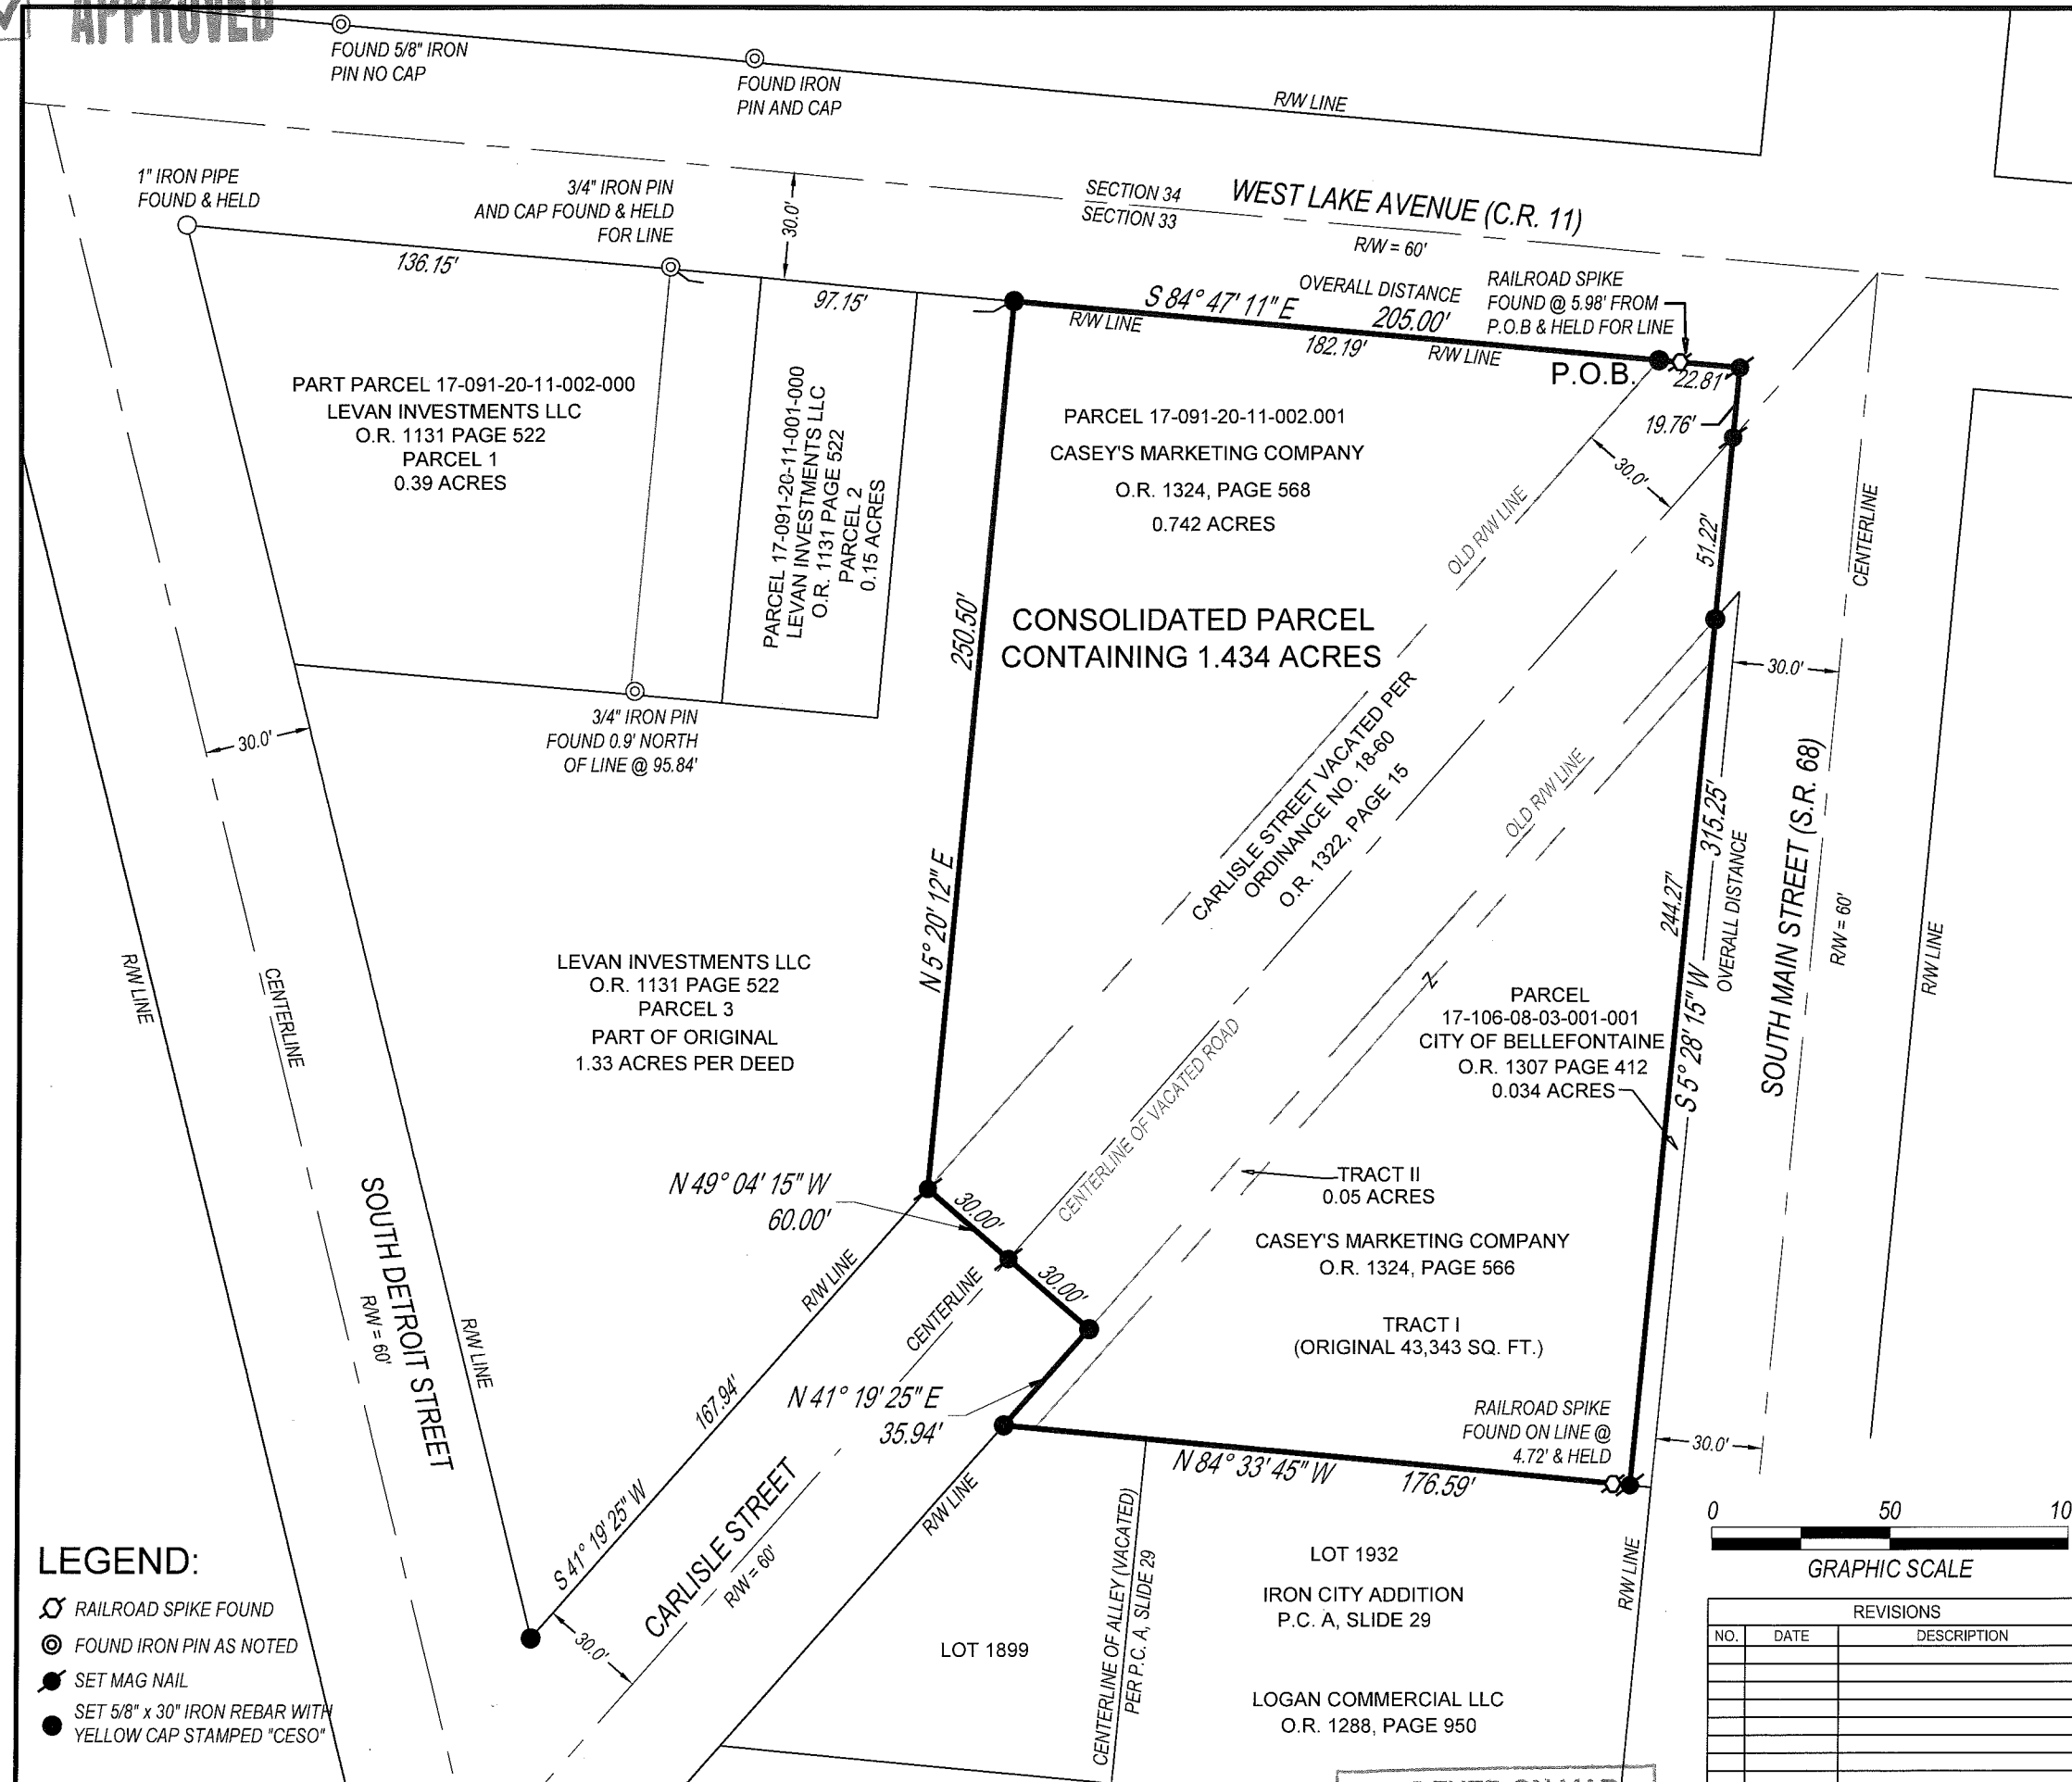 APPROVED
FOUND 5/8" IRON
PIN NO CAP
FOUND IRON
PIN AND CAP
R/W LINE
1" IRON PIPE
FOUND & HELD
3/4" IRON PIN
AND CAP FOUND & HELD
FOR LINE
30.0'
SECTION 34
SECTION 33
WEST LAKE AVENUE (C.R. 11)
R/W = 60'
136.15'
97.15'
S 84° 47' 11" E
OVERALL DISTANCE
205.00'
R/W LINE
182.19'
R/W LINE
RAILROAD SPIKE
FOUND @ 5.98' FROM
P.O.B & HELD FOR LINE
P.O.B.
22.81'
19.76'
PART PARCEL 17-091-20-11-002-000
LEVAN INVESTMENTS LLC
O.R. 1131 PAGE 522
PARCEL 1
0.39 ACRES
PARCEL 17-091-20-11-001-000
LEVAN INVESTMENTS LLC
O.R. 1131 PAGE 522
PARCEL 2
0.15 ACRES
PARCEL 17-091-20-11-002.001
CASEY'S MARKETING COMPANY
O.R. 1324, PAGE 568
0.742 ACRES
30.0'
OLD R/W LINE
51.22'
CENTERLINE
250.50'
CONSOLIDATED PARCEL
CONTAINING 1.434 ACRES
30.0'
3/4" IRON PIN
FOUND 0.9' NORTH
OF LINE @ 95.84'
30.0'
CARLISLE STREET VACATED PER
ORDINANCE NO. 18-60
O.R. 1322, PAGE 15
OLD R/W LINE
315.25'
OVERALL DISTANCE
244.27'
S 5° 28' 15" W
SOUTH MAIN STREET (S.R. 68)
R/W = 60'
R/W LINE
N 5° 20' 12" E
R/W LINE
CENTERLINE
LEVAN INVESTMENTS LLC
O.R. 1131 PAGE 522
PARCEL 3
PART OF ORIGINAL
1.33 ACRES PER DEED
Z
PARCEL
17-106-08-03-001-001
CITY OF BELLEFONTAINE
O.R. 1307 PAGE 412
0.034 ACRES
CENTERLINE OF VACATED ROAD
N 49° 04' 15" W
60.00'
30.00'
30.00'
TRACT II
0.05 ACRES
CASEY'S MARKETING COMPANY
O.R. 1324, PAGE 566
TRACT I
(ORIGINAL 43,343 SQ. FT.)
SOUTH DETROIT STREET
R/W = 60'
R/W LINE
R/W LINE
CENTERLINE
167.94'
S 41° 19' 25" W
N 41° 19' 25" E
35.94'
RAILROAD SPIKE
FOUND ON LINE @
4.72' & HELD
30.0'
N 84° 33' 45" W
176.59'
CARLISLE STREET
R/W = 60'
R/W LINE
30.0'
CENTERLINE OF ALLEY (VACATED)
PER P.C. A, SLIDE 29
LOT 1899
LOT 1932
IRON CITY ADDITION
P.C. A, SLIDE 29
LOGAN COMMERCIAL LLC
O.R. 1288, PAGE 950
R/W LINE
LEGEND:
RAILROAD SPIKE FOUND
FOUND IRON PIN AS NOTED
SET MAG NAIL
SET 5/8" x 30" IRON REBAR WITH
YELLOW CAP STAMPED "CESO"
0 50 10
GRAPHIC SCALE
REVISIONS
NO. DATE DESCRIPTION